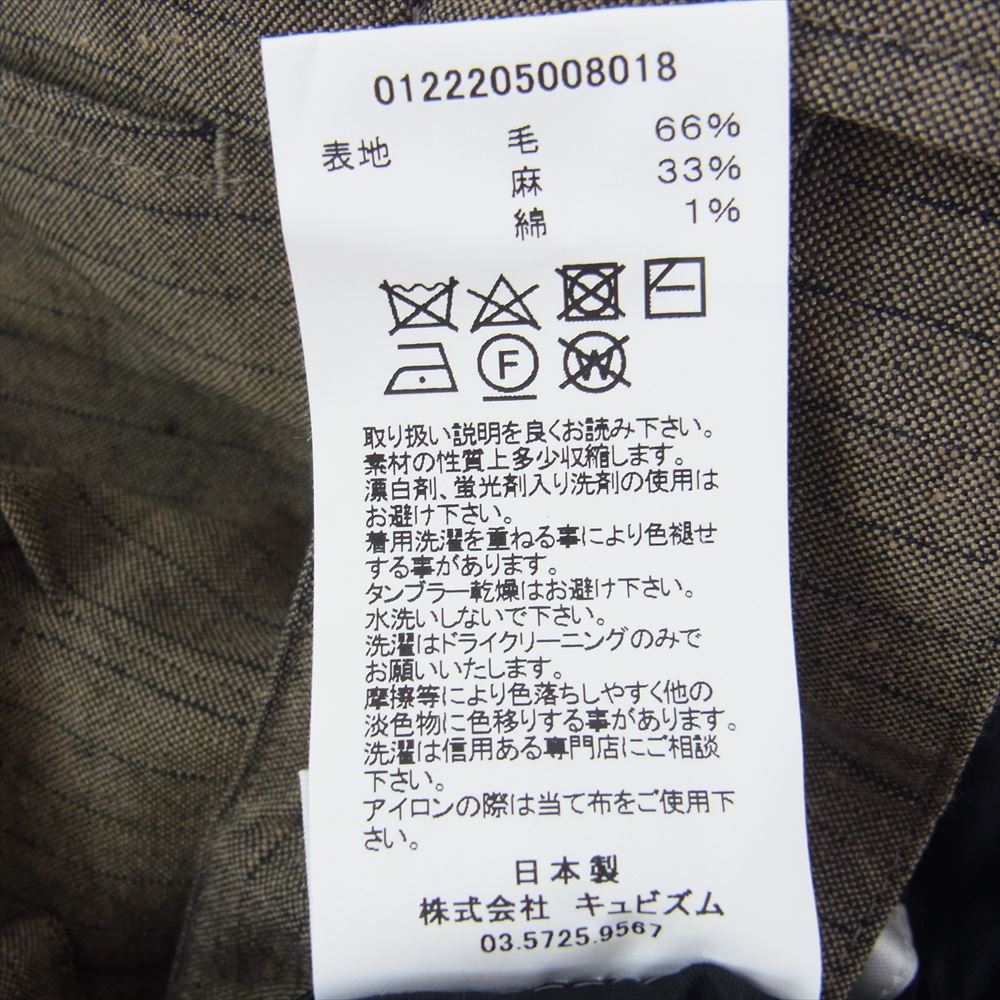 0122205008018
表地 毛 66%
麻 33%
綿 1%
F W
取り扱い説明を良くお読み下さい。
素材の性質上多少収縮します。
漂白剤、蛍光剤入り洗剤の使用は
お避け下さい。
着用洗濯を重ねる事により色褪せ
する事があります。
タンブラー乾燥はお避け下さい。
水洗いしないで下さい。
洗濯はドライクリーニングのみで
お願いいたします。
摩擦等により色落ちしやすく他の
淡色物に色移りする事があります。
洗濯は信用ある専門店にご相談
下さい。
アイロンの際は当て布をご使用下
さい。
日本製
株式会社 キュビズム
03.5725.9567